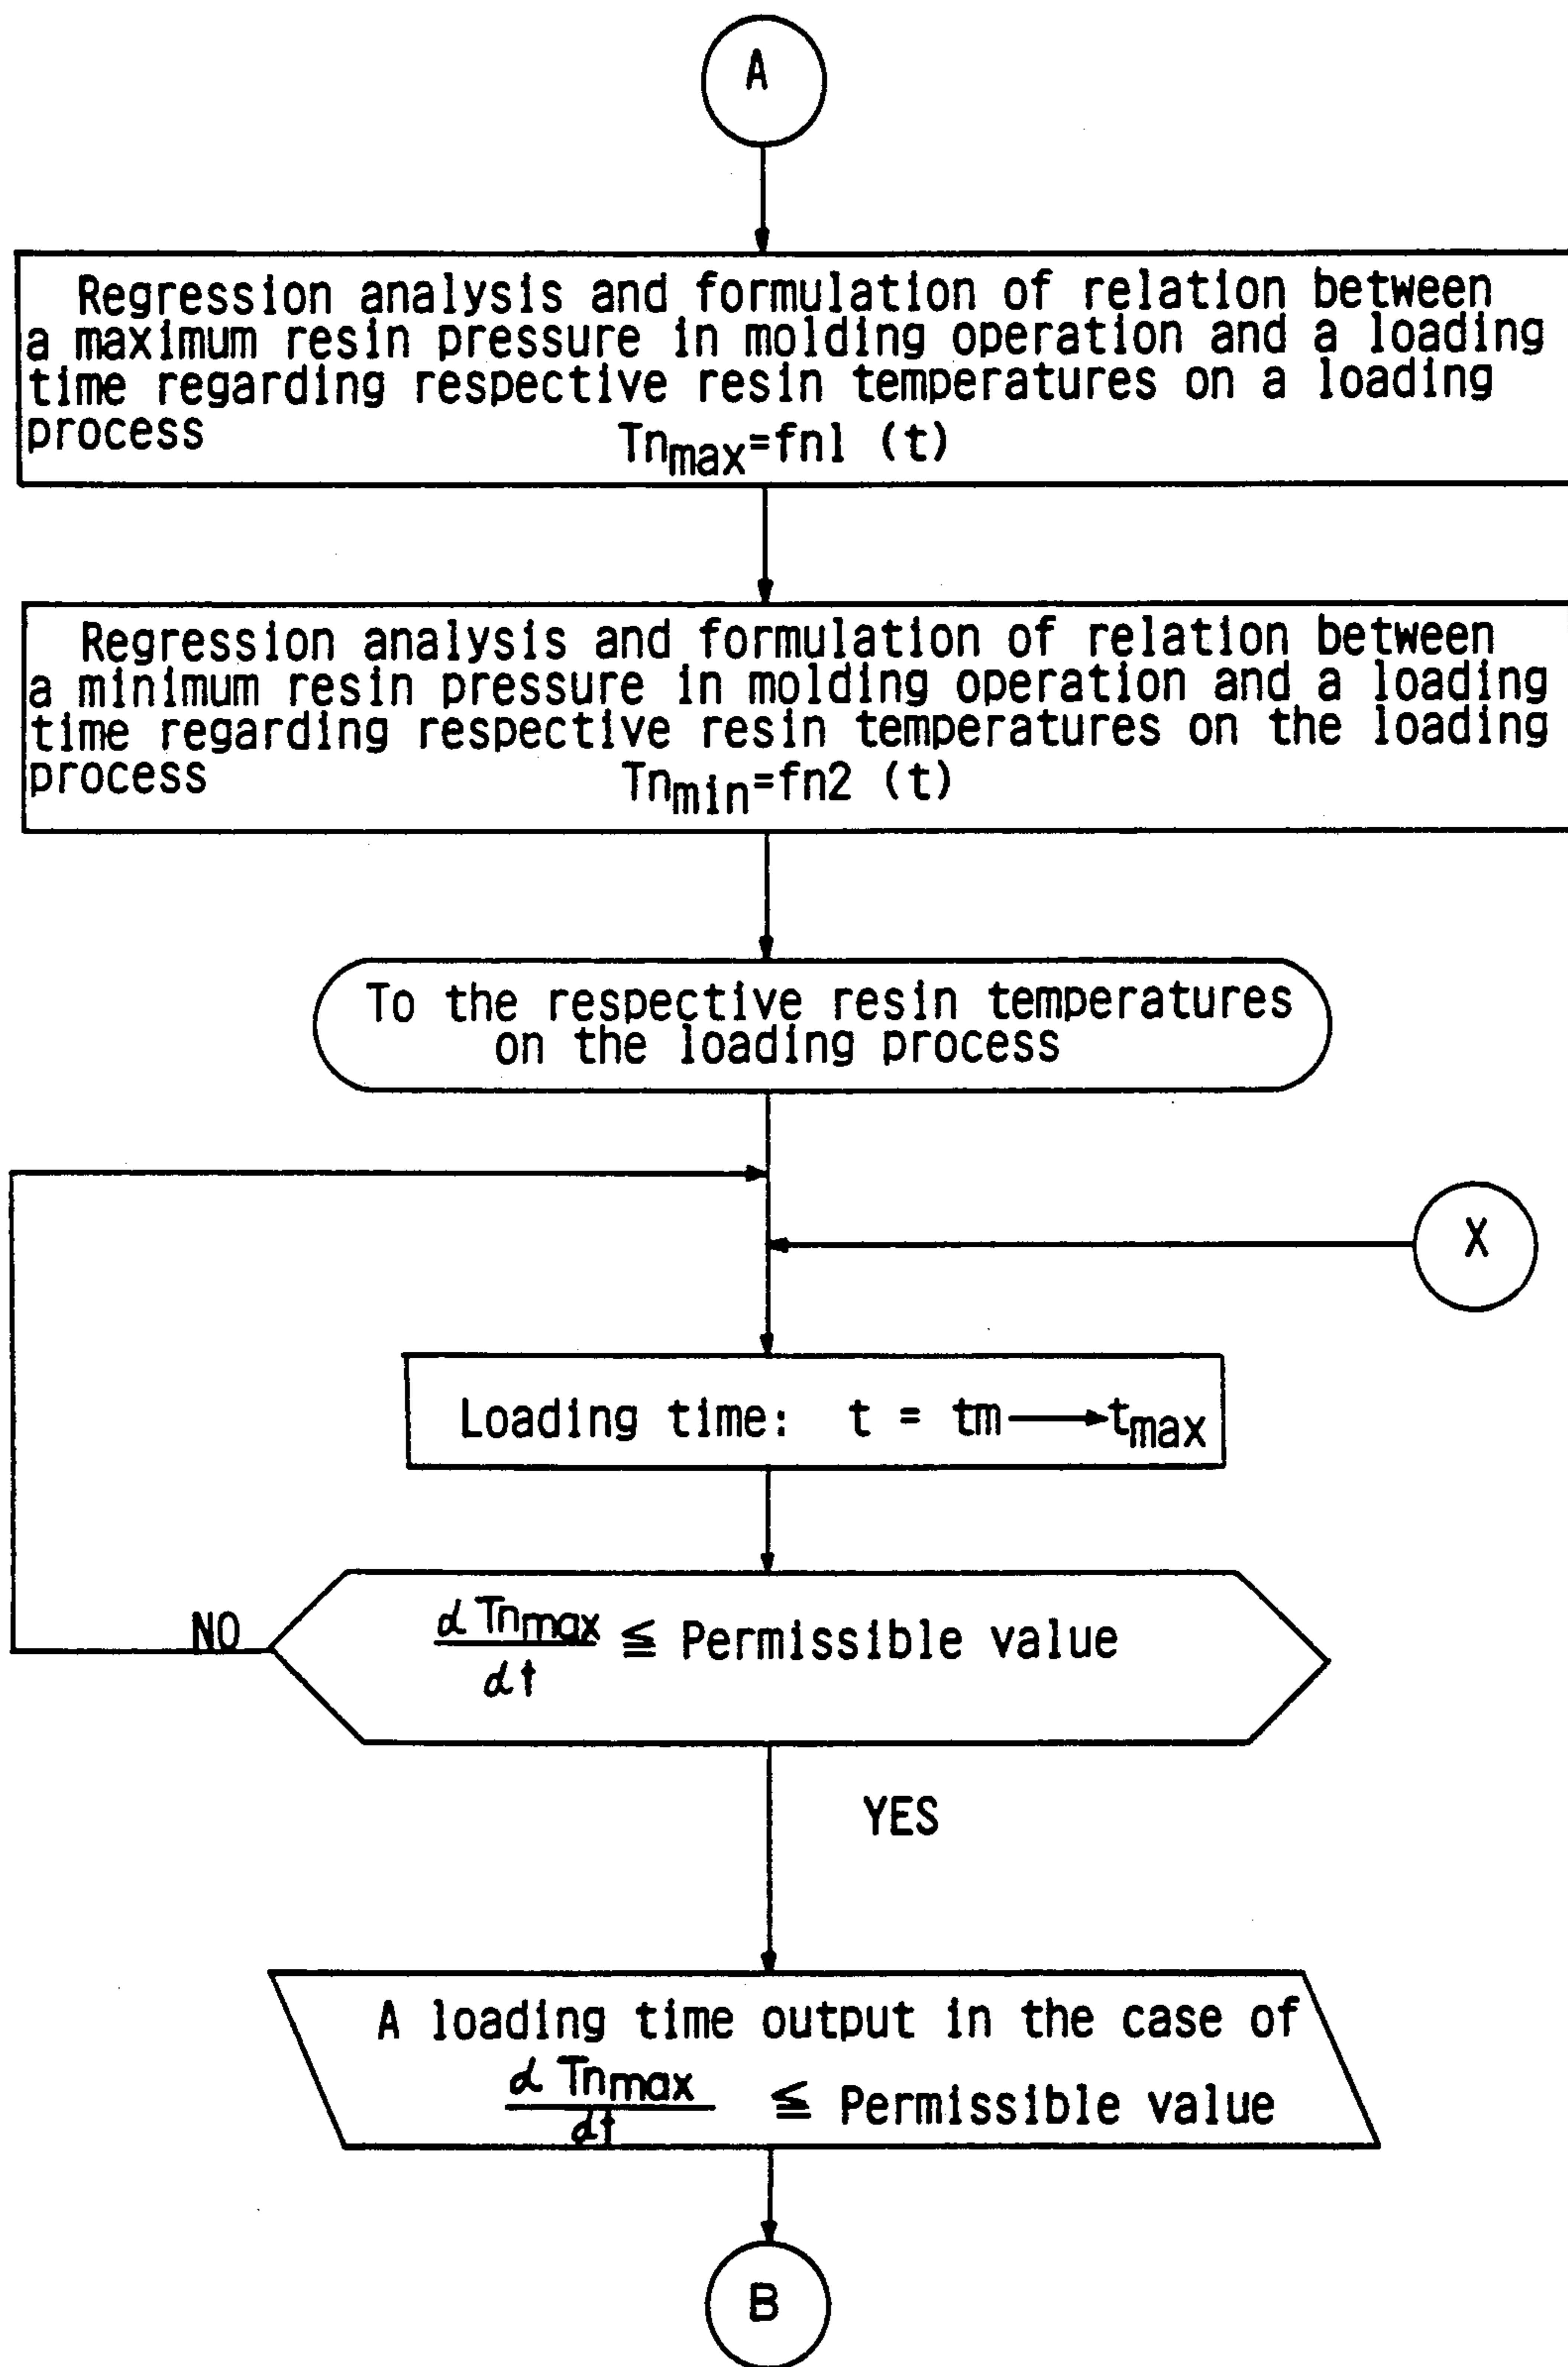 A
Regression analysis and formulation of relation between
a maximum resin pressure in molding operation and a loading
time regarding respective resin temperatures on a loading
process
Tnmax=fn1 (t)
Regression analysis and formulation of relation between
a minimum resin pressure in molding operation and a loading
time regarding respective resin temperatures on the loading
process
Tnmin=fn2 (t)
To the respective resin temperatures
on the loading process
X
Loading time: t = tm→tmax
NO
d Tnmax
dt
≦ Permissible value
YES
A loading time output in the case of
d Tnmax
dt
≦ Permissible value
B